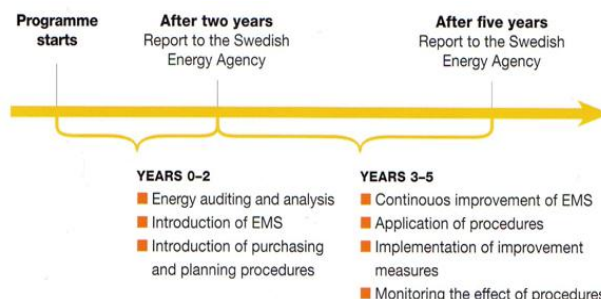 Programme
starts
After two years
Report to the Swedish
Energy Agency
After five years
Report to the Swedish
Energy Agency
YEARS 0–2
Energy auditing and analysis
Introduction of EMS
Introduction of purchasing
and planning procedures
YEARS 3–5
Continuous improvement of EMS
Application of procedures
Implementation of improvement
measures
Monitoring the effect of procedures